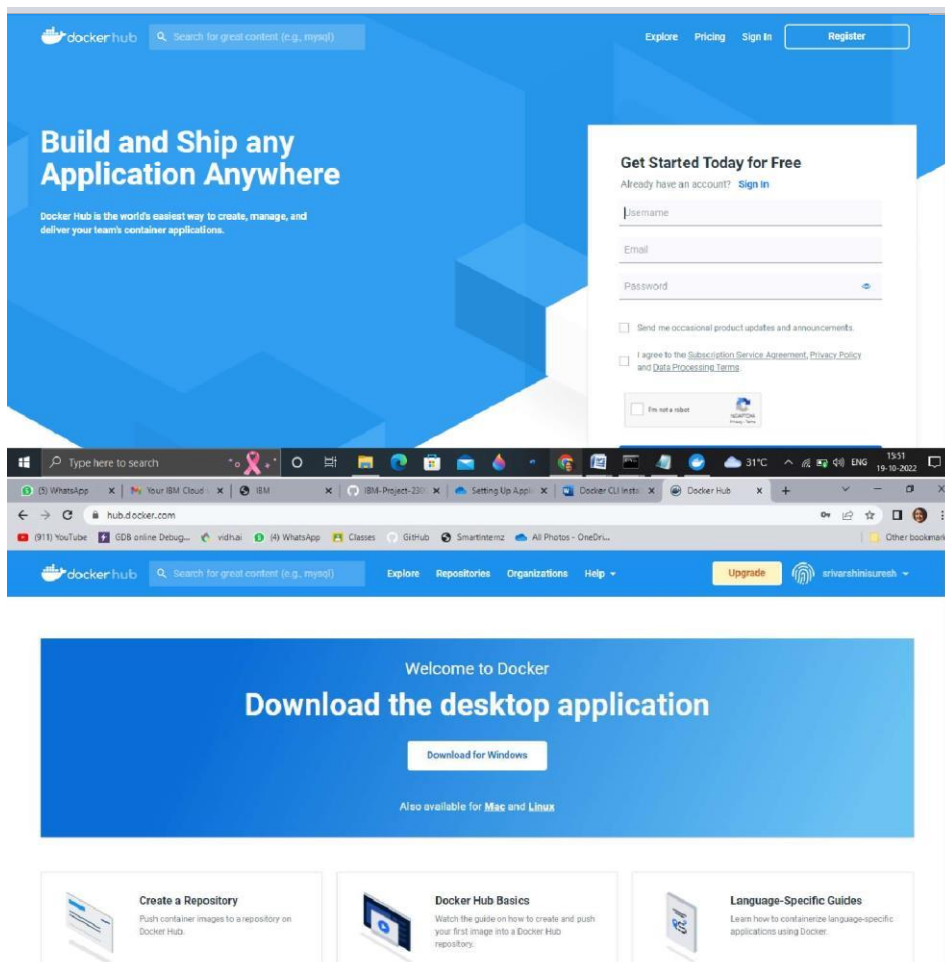 dockerhub Search for great content (e.g., mysql) Explore Pricing Sign In Register
Build and Ship any
Application Anywhere
Docker Hub is the world's easiest way to create, manage, and
deliver your team's container applications.
Get Started Today for Free
Already have an account? Sign In
Username
Email
Password
Send me occasional product updates and announcements.
I agree to the Subscription Service Agreement, Privacy Policy
and Data Processing Terms
I'm not a robot
reCAPTCHA
Privacy - Terms
Type here to search 31°C ENG 15:51
19-10-2022
(5) WhatsApp Your IBM Cloud IBM IBM-Project-230 Setting Up Appli Docker CLI Insta Docker Hub
hub.docker.com
(911) YouTube GDB online Debug... vidhai (4) WhatsApp Classes GitHub Smartinternz All Photos - OneDri... Other bookmark
dockerhub Search for great content (e.g., mysql) Explore Repositories Organizations Help Upgrade srivarshinisuresh
Welcome to Docker
Download the desktop application
Download for Windows
Also available for Mac and Linux
Create a Repository
Push container images to a repository on
Docker Hub.
Docker Hub Basics
Watch the guide on how to create and push
your first image into a Docker Hub
repository.
Language-Specific Guides
Learn how to containerize language-specific
applications using Docker.